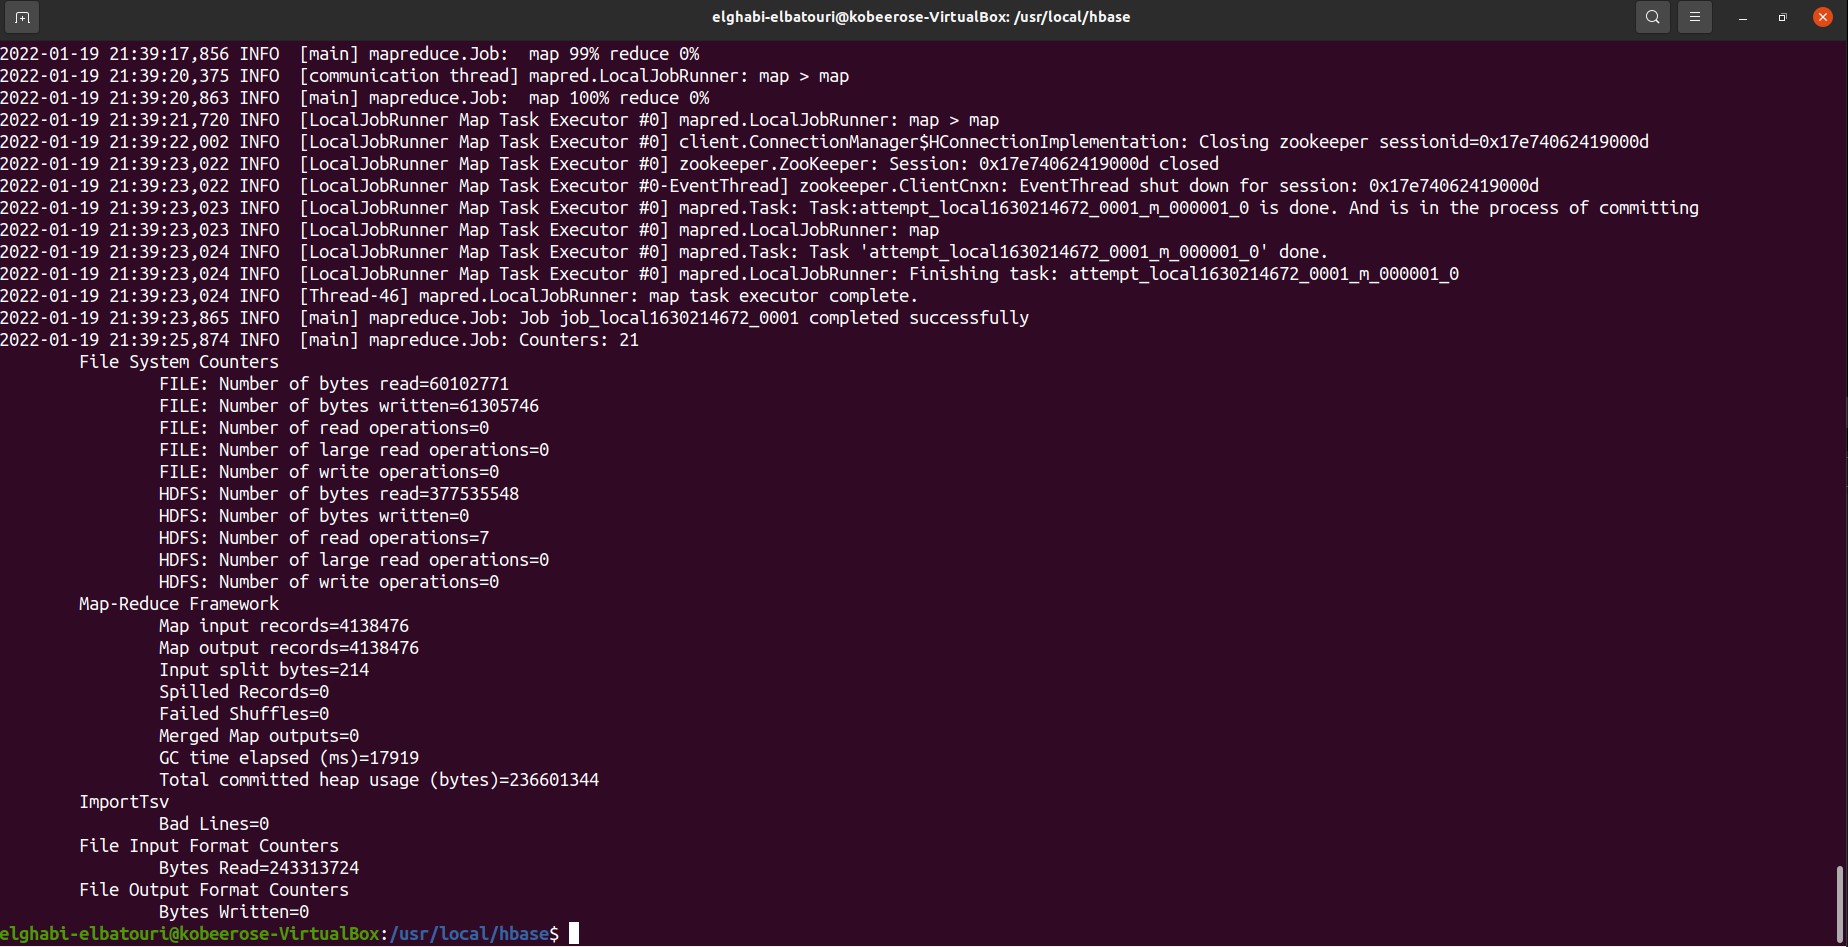 elghabi-elbatouri@kobeerose-VirtualBox: /usr/local/hbase
2022-01-19 21:39:17,856 INFO  [main] mapreduce.Job:  map 99% reduce 0%
2022-01-19 21:39:20,375 INFO  [communication thread] mapred.LocalJobRunner: map > map
2022-01-19 21:39:20,863 INFO  [main] mapreduce.Job:  map 100% reduce 0%
2022-01-19 21:39:21,720 INFO  [LocalJobRunner Map Task Executor #0] mapred.LocalJobRunner: map > map
2022-01-19 21:39:22,002 INFO  [LocalJobRunner Map Task Executor #0] client.ConnectionManager$HConnectionImplementation: Closing zookeeper sessionid=0x17e74062419000d
2022-01-19 21:39:23,022 INFO  [LocalJobRunner Map Task Executor #0] zookeeper.ZooKeeper: Session: 0x17e74062419000d closed
2022-01-19 21:39:23,022 INFO  [LocalJobRunner Map Task Executor #0-EventThread] zookeeper.ClientCnxn: EventThread shut down for session: 0x17e74062419000d
2022-01-19 21:39:23,023 INFO  [LocalJobRunner Map Task Executor #0] mapred.Task: Task:attempt_local1630214672_0001_m_000001_0 is done. And is in the process of committing
2022-01-19 21:39:23,023 INFO  [LocalJobRunner Map Task Executor #0] mapred.LocalJobRunner: map
2022-01-19 21:39:23,024 INFO  [LocalJobRunner Map Task Executor #0] mapred.Task: Task 'attempt_local1630214672_0001_m_000001_0' done.
2022-01-19 21:39:23,024 INFO  [LocalJobRunner Map Task Executor #0] mapred.LocalJobRunner: Finishing task: attempt_local1630214672_0001_m_000001_0
2022-01-19 21:39:23,024 INFO  [Thread-46] mapred.LocalJobRunner: map task executor complete.
2022-01-19 21:39:23,865 INFO  [main] mapreduce.Job: Job job_local1630214672_0001 completed successfully
2022-01-19 21:39:25,874 INFO  [main] mapreduce.Job: Counters: 21
File System Counters
FILE: Number of bytes read=60102771
FILE: Number of bytes written=61305746
FILE: Number of read operations=0
FILE: Number of large read operations=0
FILE: Number of write operations=0
HDFS: Number of bytes read=377535548
HDFS: Number of bytes written=0
HDFS: Number of read operations=7
HDFS: Number of large read operations=0
HDFS: Number of write operations=0
Map-Reduce Framework
Map input records=4138476
Map output records=4138476
Input split bytes=214
Spilled Records=0
Failed Shuffles=0
Merged Map outputs=0
GC time elapsed (ms)=17919
Total committed heap usage (bytes)=236601344
ImportTsv
Bad Lines=0
File Input Format Counters
Bytes Read=243313724
File Output Format Counters
Bytes Written=0
elghabi-elbatouri@kobeerose-VirtualBox:/usr/local/hbase$